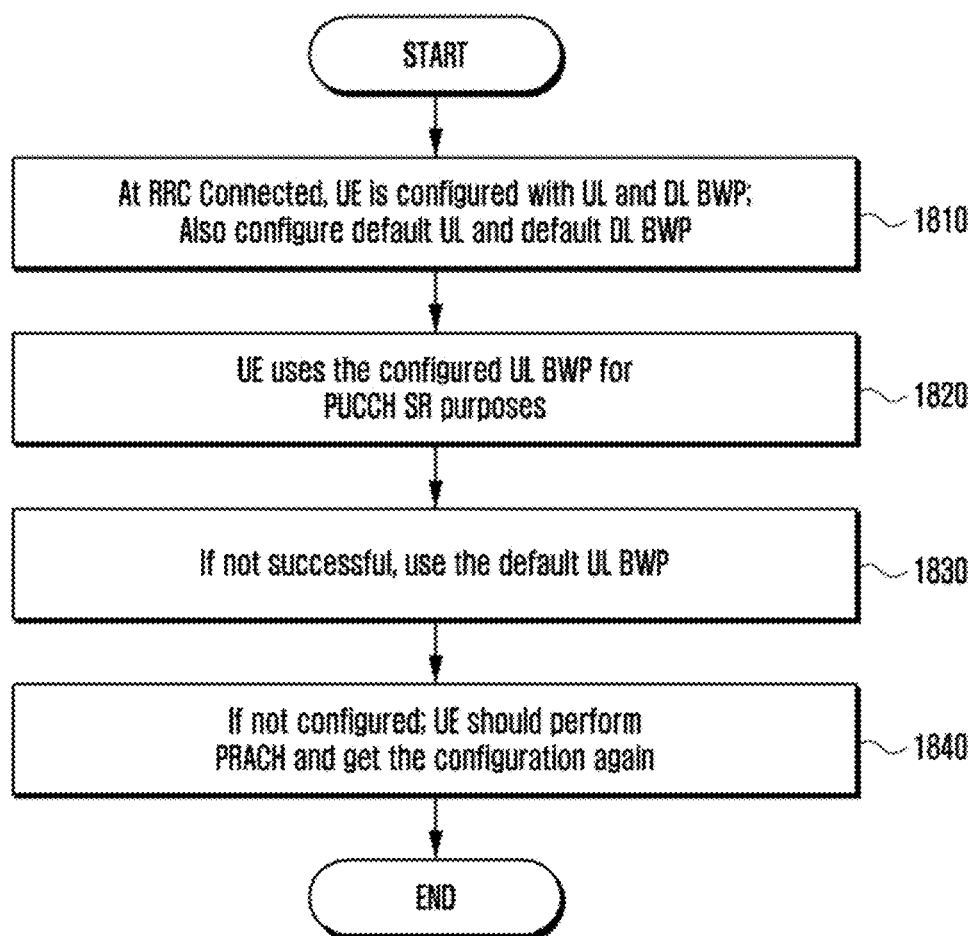 START
At RRC Connected, UE is configured with UL and DL BWP;
Also configure default UL and default DL BWP
1810
UE uses the configured UL BWP for
PUCCH SR purposes
1820
If not successful, use the default UL BWP
1830
If not configured; UE should perform
PRACH and get the configuration again
1840
END